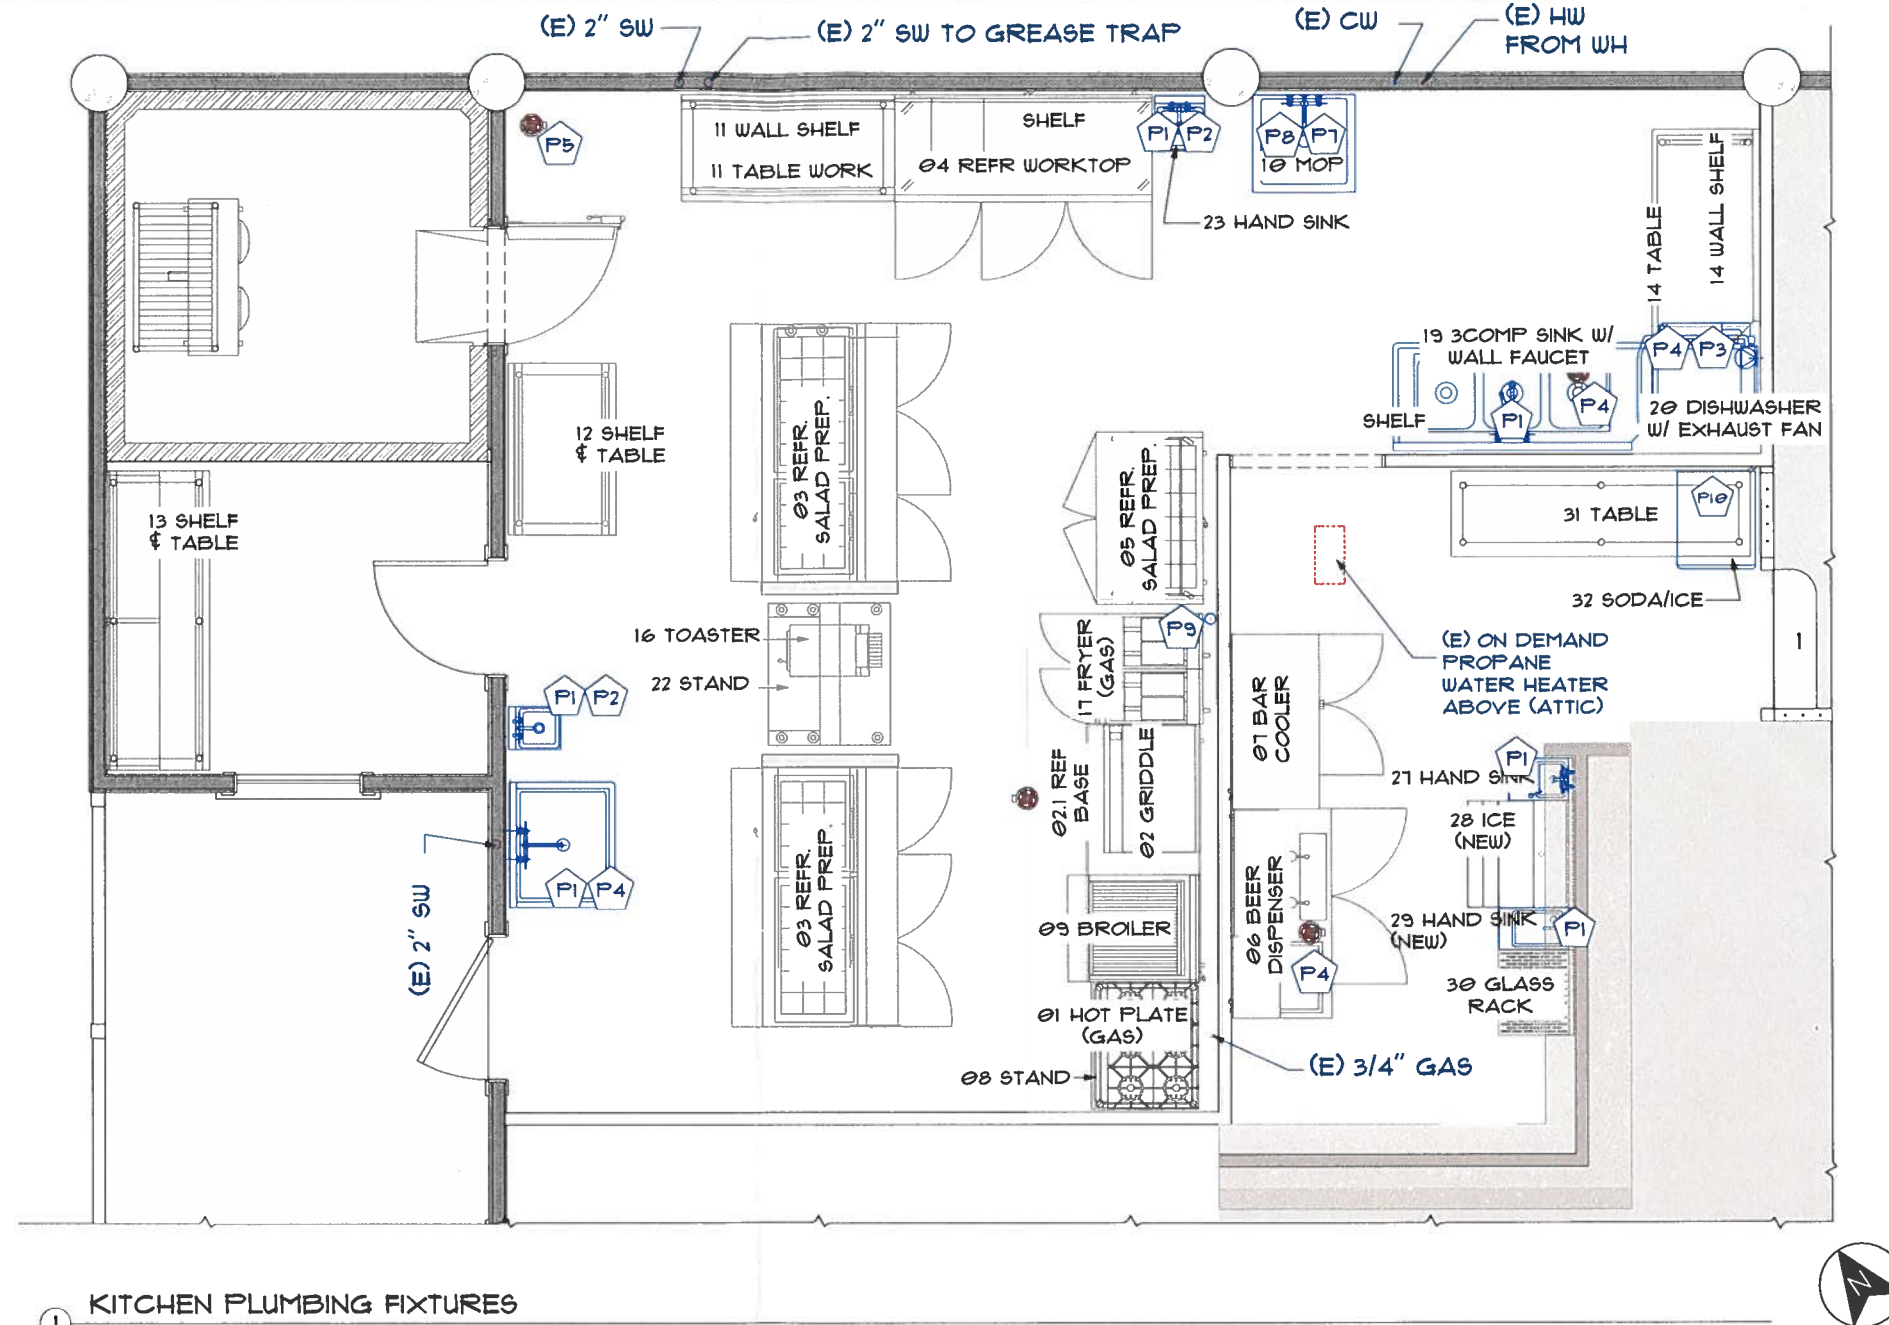 (E) 2" SW
(E) 2" SW TO GREASE TRAP
(E) CW
(E) HW
FROM WH
P5
11 WALL SHELF
11 TABLE WORK
SHELF
04 REFR WORKTOP
P1
P2
23 HAND SINK
P8
P7
10 MOP
14 TABLE
14 WALL SHELF
19 3COMP SINK W/
WALL FAUCET
P4
P3
SHELF
P1
P4
20 DISHWASHER
W/ EXHAUST FAN
12 SHELF
& TABLE
03 REFR.
SALAD PREP.
05 REFR.
SALAD PREP.
13 SHELF
& TABLE
31 TABLE
P10
32 SODA/ICE
16 TOASTER
22 STAND
P9
17 FRYER
(GAS)
(E) ON DEMAND
PROPANE
WATER HEATER
ABOVE (ATTIC)
1
P1
P2
07 BAR
COOLER
02.1 REF
BASE
02 GRIDDLE
P1
27 HAND SINK
28 ICE
(NEW)
03 REFR.
SALAD PREP.
P1
P4
(E) 2" SW
09 BROILER
06 BEER
DISPENSER
P4
29 HAND SINK
(NEW)
P1
30 GLASS
RACK
01 HOT PLATE
(GAS)
08 STAND
(E) 3/4" GAS
N
1
KITCHEN PLUMBING FIXTURES